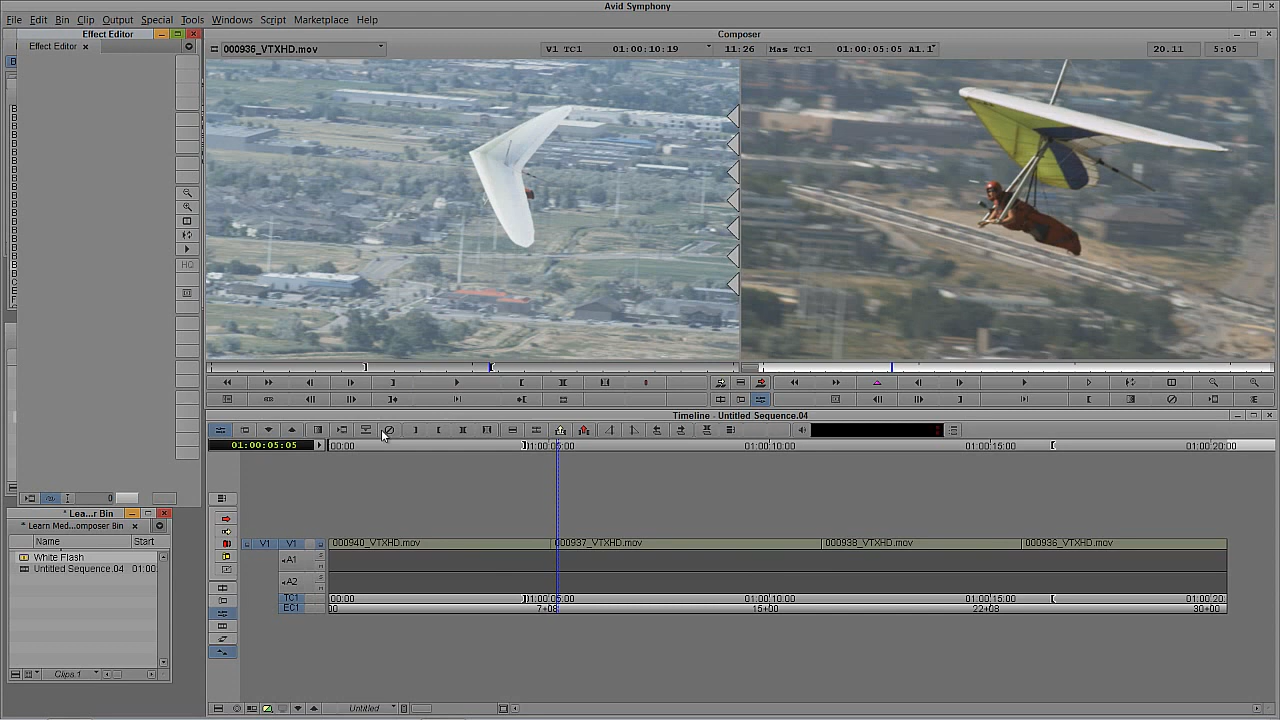 Avid Symphony
File Edit Bin Clip Output Special Tools Windows Script Marketplace Help
Effect Editor
Composer
Effect Editor
000936_VTXHD.mov
V1 TC1 01:00:10:19 11:26 Mas TC1 01:00:05:05 A1.1
20.11 5:05
HQ
0
Timeline - Untitled Sequence.04
01:00:05:05
00:00 01:00:05:00 01:00:10:00 01:00:15:00 01:00:20:00
* Lea...r Bin
* Learn Med...omposer Bin
Name Start
White Flash
Untitled Sequence.04 01:00
Clips.1
V1 V1 000940_VTXHD.mov 000937_VTXHD.mov 000938_VTXHD.mov 000936_VTXHD.mov
A1
A2
TC1 00:00 01:00:05:00 01:00:10:00 01:00:15:00 01:00:20
EC1 00 7+08 15+00 22+08 30+00
Untitled